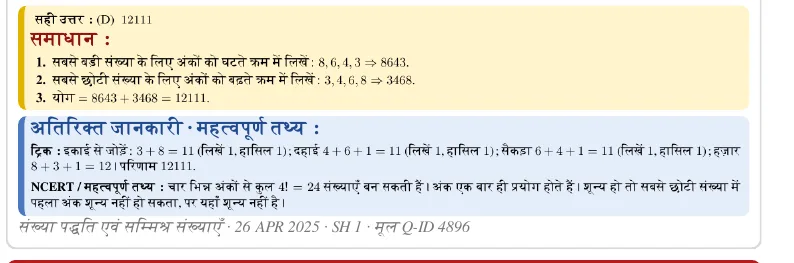 सही उत्तर : (D) 12111
समाधान :
1. सबसे बड़ी संख्या के लिए अंकों को घटते क्रम में लिखें : 8, 6, 4, 3 ⇒ 8643.
2. सबसे छोटी संख्या के लिए अंकों को बढ़ते क्रम में लिखें : 3, 4, 6, 8 ⇒ 3468.
3. योग = 8643 + 3468 = 12111.
अतिरिक्त जानकारी · महत्वपूर्ण तथ्य :
ट्रिक : इकाई से जोड़ें: 3 + 8 = 11 (लिखें 1, हासिल 1); दहाई 4 + 6 + 1 = 11 (लिखें 1, हासिल 1); सैकड़ा 6 + 4 + 1 = 11 (लिखें 1, हासिल 1); हज़ार
8 + 3 + 1 = 12। परिणाम 12111.
NCERT / महत्वपूर्ण तथ्य : चार भिन्न अंकों से कुल 4! = 24 संख्याएँ बन सकती हैं। अंक एक बार ही प्रयोग होते हैं। शून्य हो तो सबसे छोटी संख्या में
पहला अंक शून्य नहीं हो सकता, पर यहाँ शून्य नहीं है।
संख्या पद्धति एवं सम्मिश्र संख्याएँ · 26 APR 2025 · SH 1 · मूल Q-ID 4896